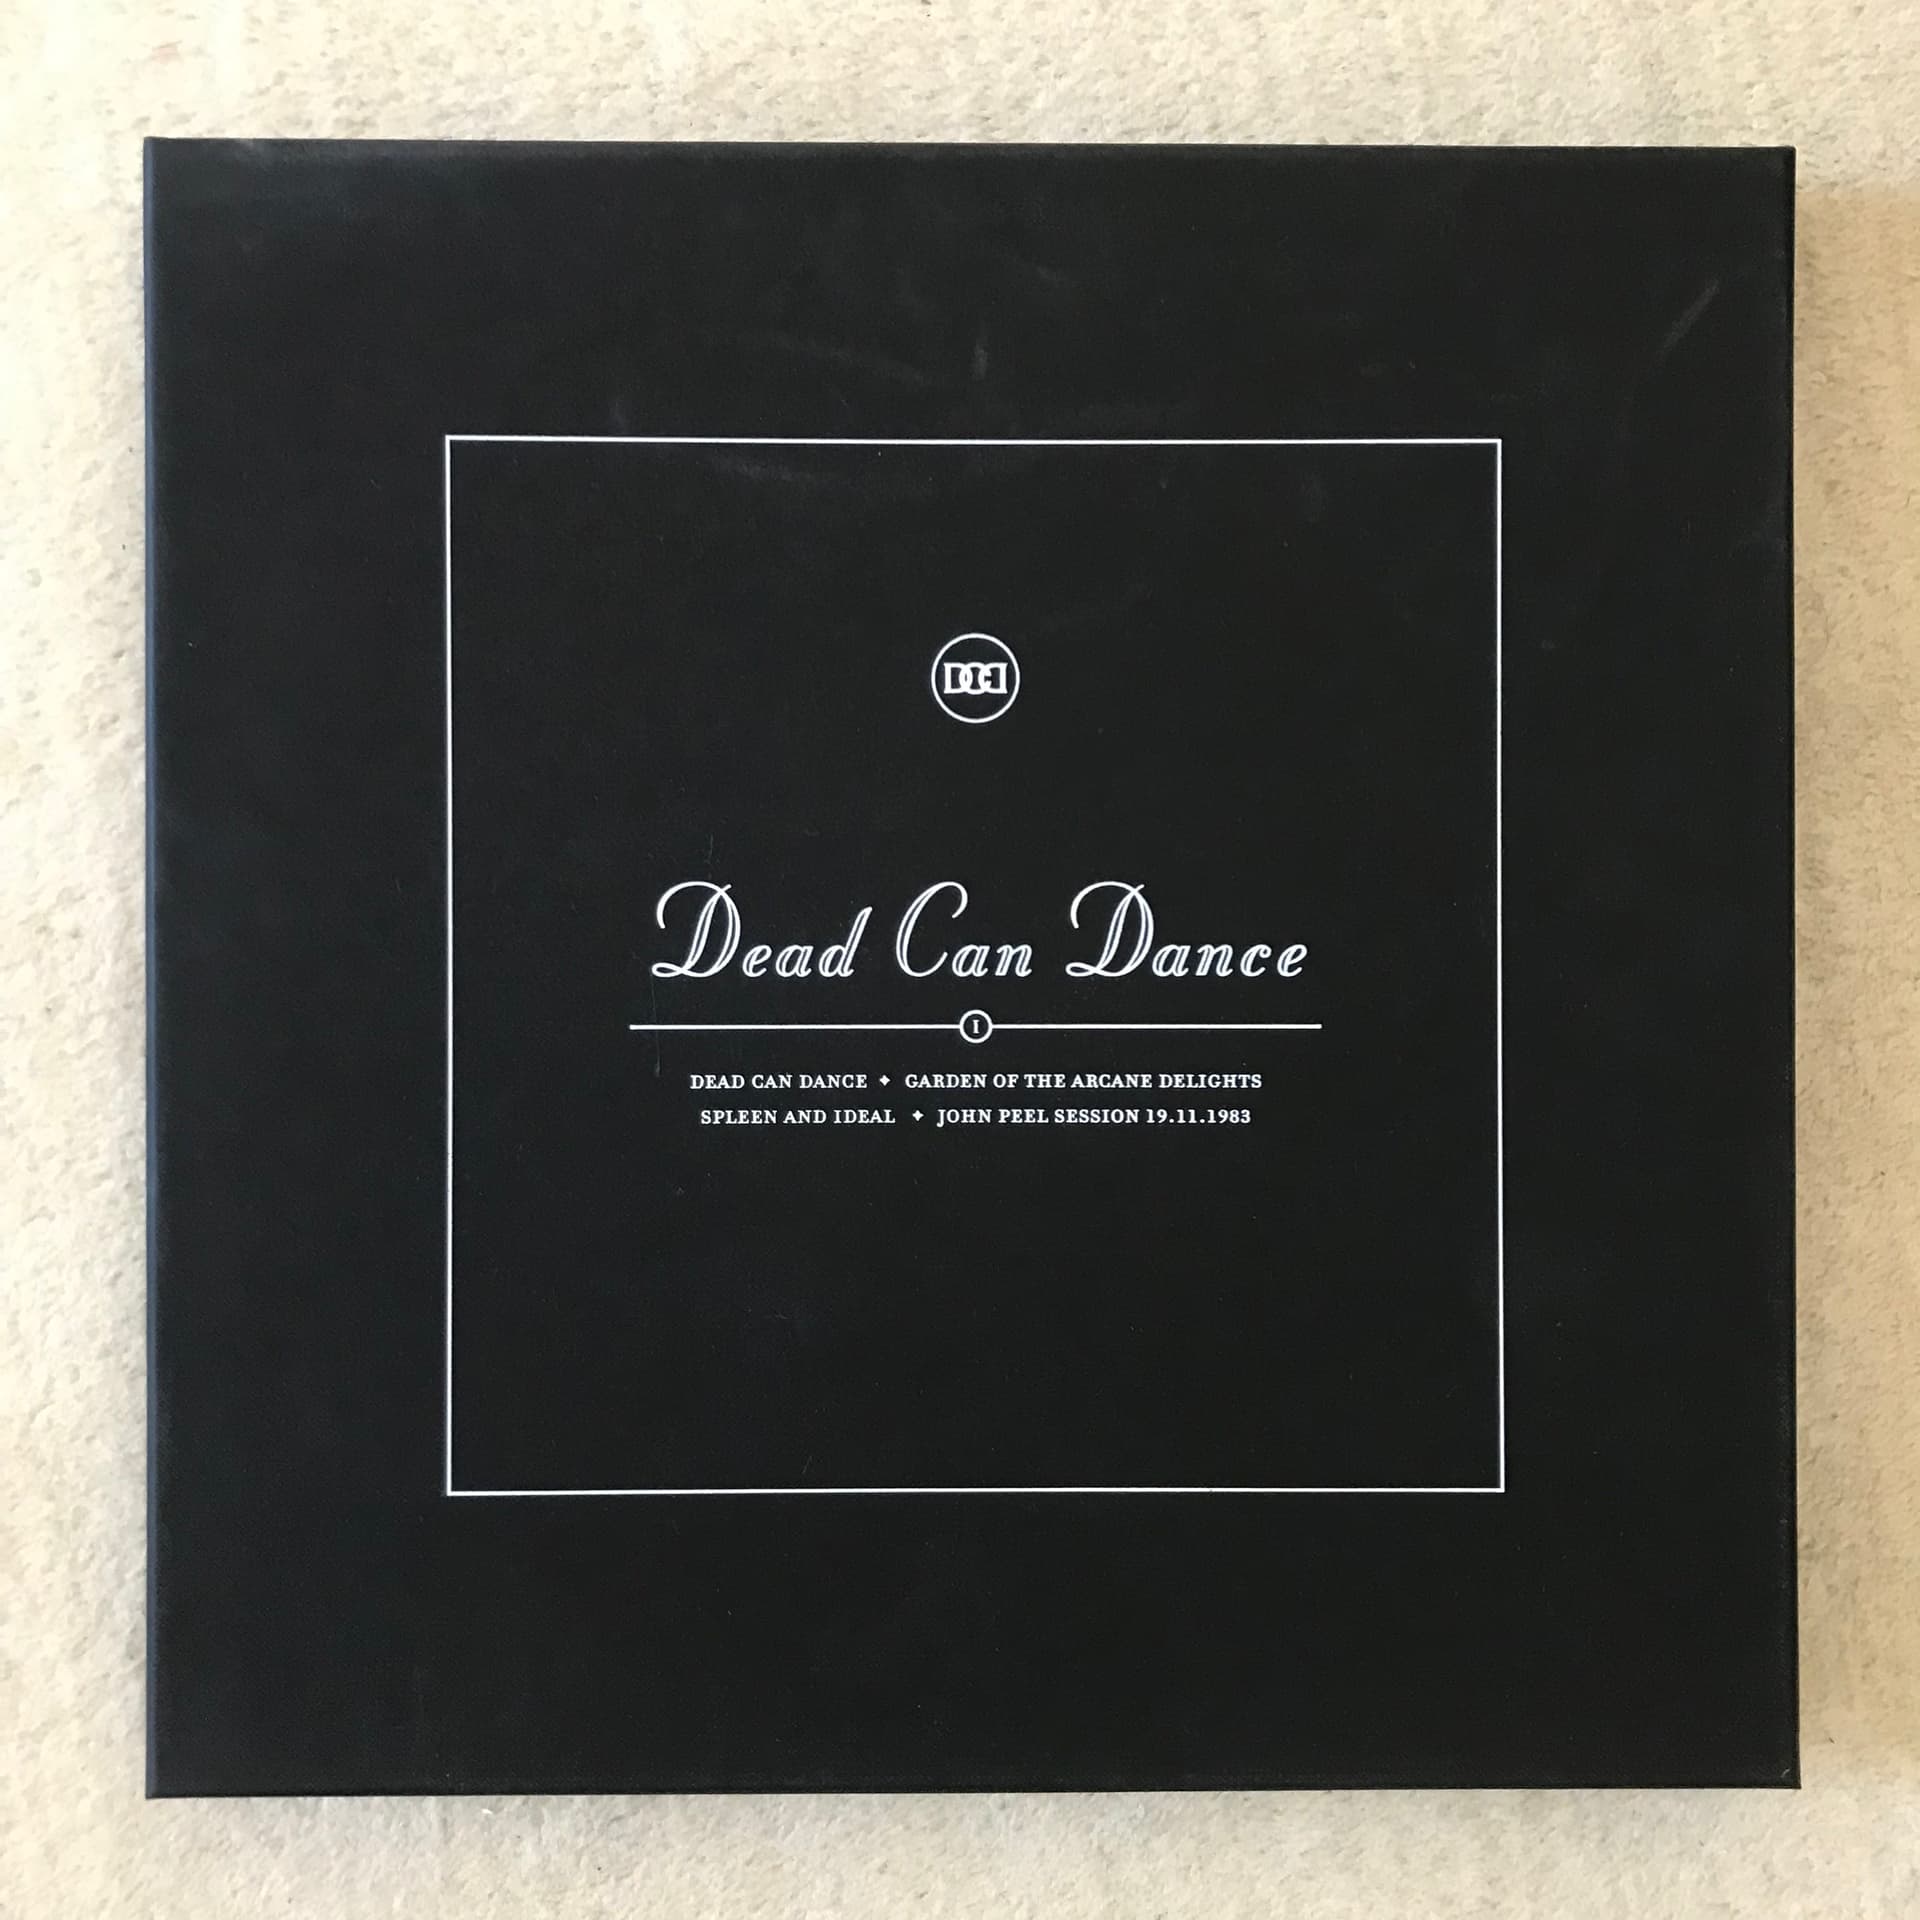 DCD
Dead Can Dance
I
DEAD CAN DANCE ✦ GARDEN OF THE ARCANE DELIGHTS
SPLEEN AND IDEAL ✦ JOHN PEEL SESSION 19.11.1983